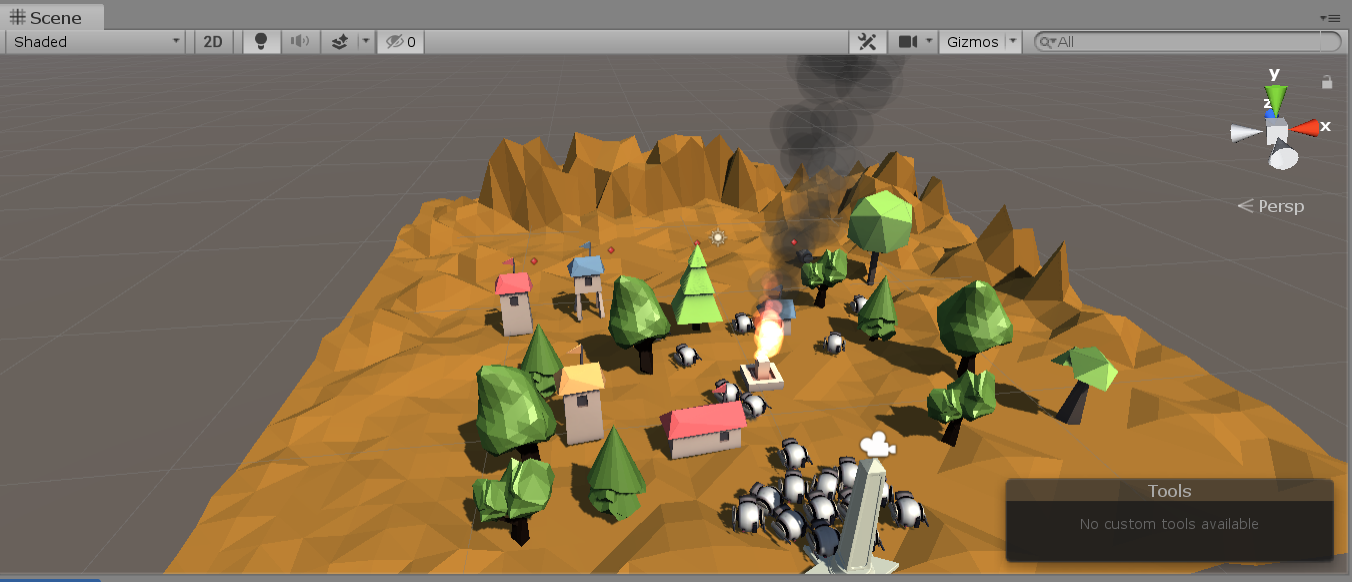 Scene
Shaded
2D
0
Gizmos
All
y
z
x
Persp
Tools
No custom tools available